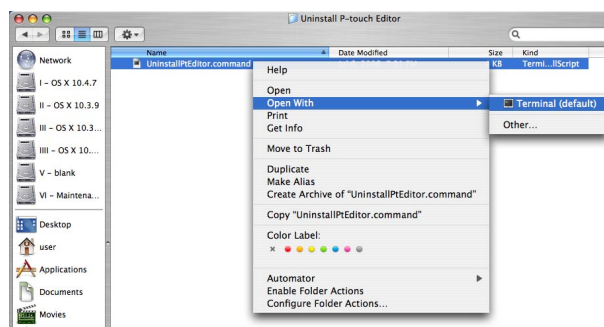 Uninstall P-touch Editor
Name Date Modified Size Kind
UninstallPtEditor.command KB Termi...llScript
Network
I - OS X 10.4.7
II - OS X 10.3.9
III - OS X 10.3...
IIII - OS X 10....
V - blank
VI - Maintena...
Desktop
user
Applications
Documents
Movies
Help
Open
Open With
Print
Get Info
Move to Trash
Duplicate
Make Alias
Create Archive of "UninstallPtEditor.command"
Copy "UninstallPtEditor.command"
Color Label:
Automator
Enable Folder Actions
Configure Folder Actions...
Terminal (default)
Other...